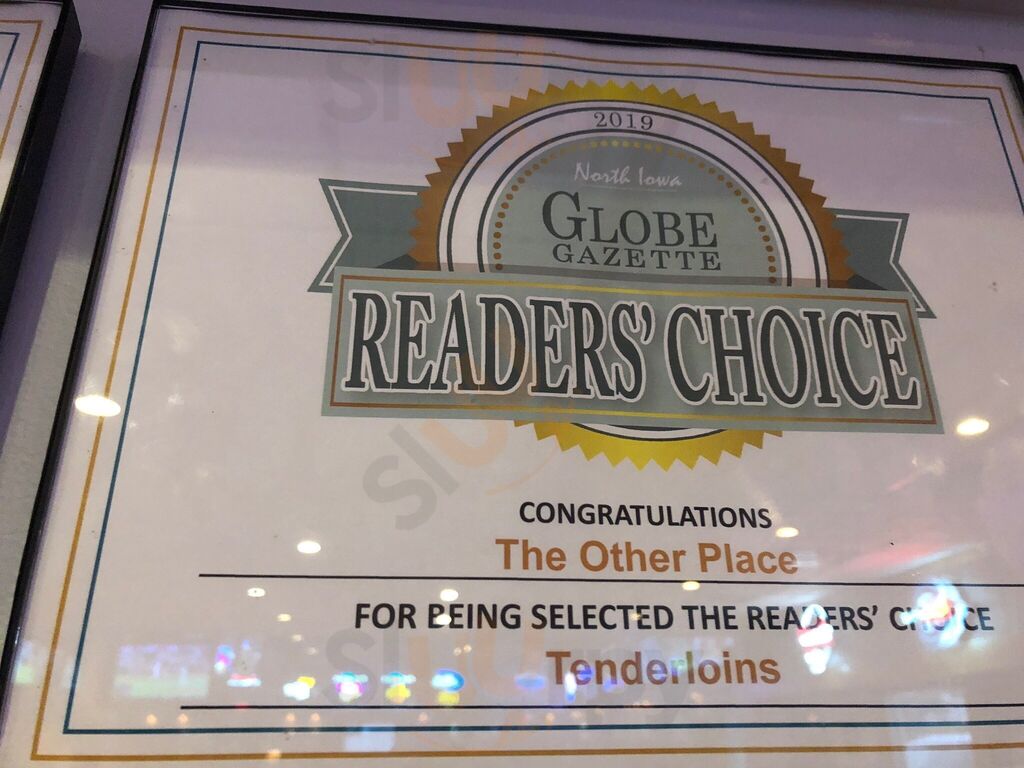 2019
North Iowa
GLOBE
GAZETTE
READERS' CHOICE
CONGRATULATIONS
The Other Place
FOR BEING SELECTED THE READERS' CHOICE
Tenderloins